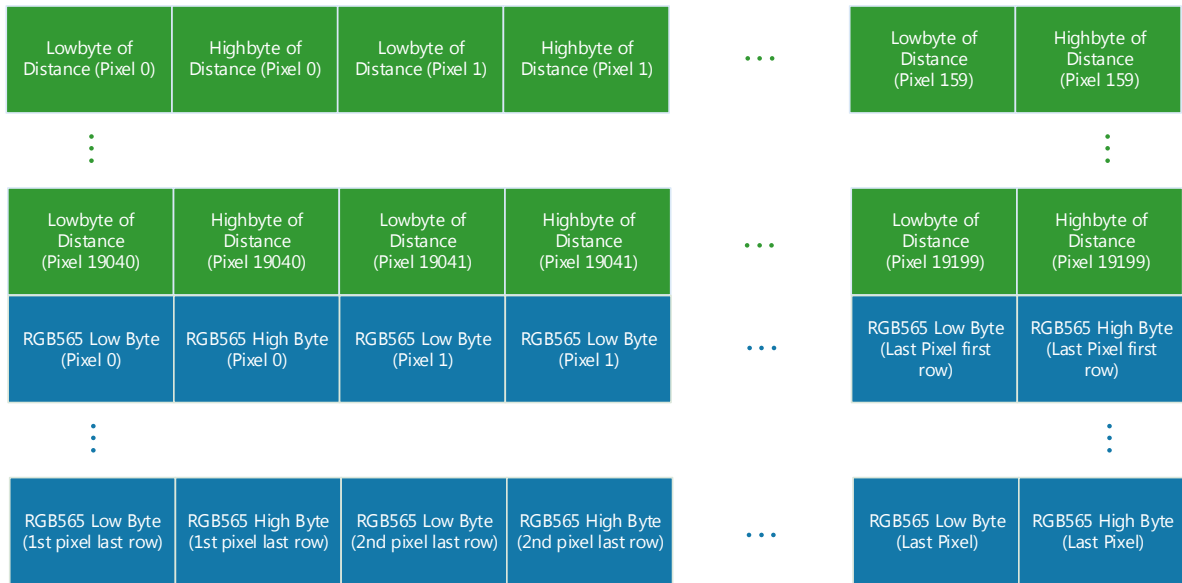 Lowbyte of
Distance (Pixel 0)
Highbyte of
Distance (Pixel 0)
Lowbyte of
Distance (Pixel 1)
Highbyte of
Distance (Pixel 1)
...
Lowbyte of
Distance
(Pixel 159)
Highbyte of
Distance
(Pixel 159)
Lowbyte of
Distance
(Pixel 19040)
Highbyte of
Distance
(Pixel 19040)
Lowbyte of
Distance
(Pixel 19041)
Highbyte of
Distance
(Pixel 19041)
...
Lowbyte of
Distance
(Pixel 19199)
Highbyte of
Distance
(Pixel 19199)
RGB565 Low Byte
(Pixel 0)
RGB565 High Byte
(Pixel 0)
RGB565 Low Byte
(Pixel 1)
RGB565 Low Byte
(Pixel 1)
...
RGB565 Low Byte
(Last Pixel first
row)
RGB565 High Byte
(Last Pixel first
row)
RGB565 Low Byte
(1st pixel last row)
RGB565 High Byte
(1st pixel last row)
RGB565 Low Byte
(2nd pixel last row)
RGB565 High Byte
(2nd pixel last row)
...
RGB565 Low Byte
(Last Pixel)
RGB565 High Byte
(Last Pixel)